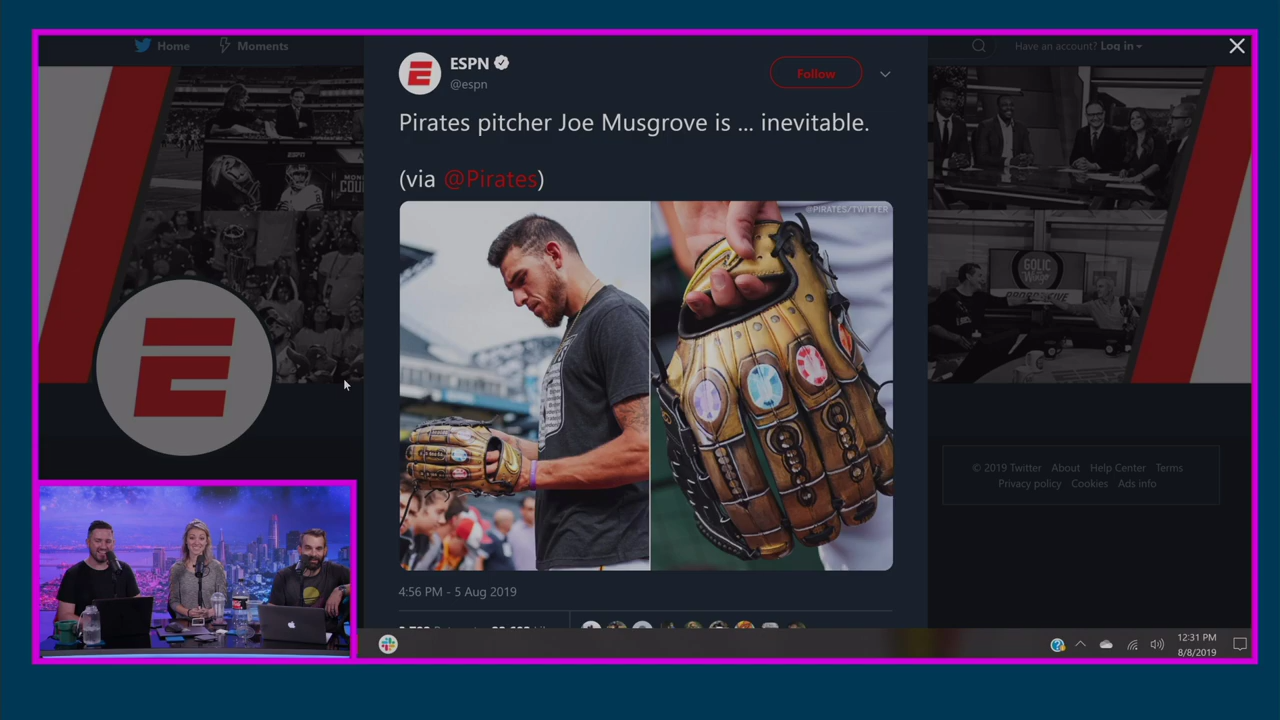 Home
Moments
Have an account? Log in
ESPN
@espn
Follow
Pirates pitcher Joe Musgrove is ... inevitable.
(via @Pirates)
@PIRATES/TWITTER
ESPN
GOLIC
© 2019 Twitter About Help Center Terms
Privacy policy Cookies Ads info
4:56 PM - 5 Aug 2019
12:31 PM
8/8/2019